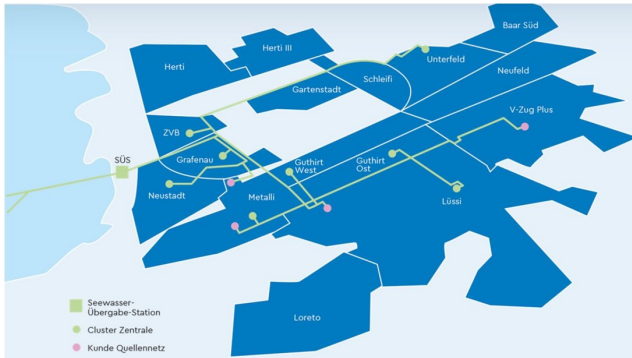 Baar Süd
Herti III
Herti
Unterfeld
Neufeld
Schleifi
Gartenstadt
V-Zug Plus
ZVB
Grafenau
Guthirt
West
Guthirt
Ost
SÜS
Neustadt
Metalli
Lüssi
Loreto
Seewasser-
Übergabe-Station
Cluster Zentrale
Kunde Quellnetz